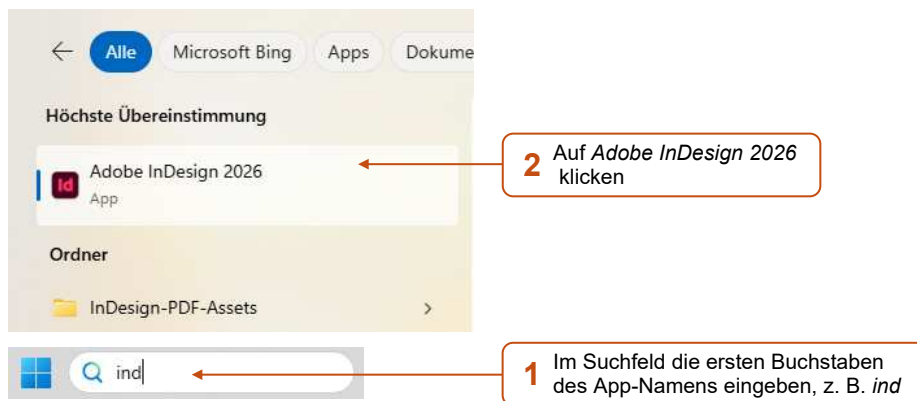 Alle Microsoft Bing Apps Dokume
Höchste Übereinstimmung
Id
Adobe InDesign 2026
App
2 Auf Adobe InDesign 2026
klicken
Ordner
InDesign-PDF-Assets
ind
1 Im Suchfeld die ersten Buchstaben
des App-Namens eingeben, z. B. ind